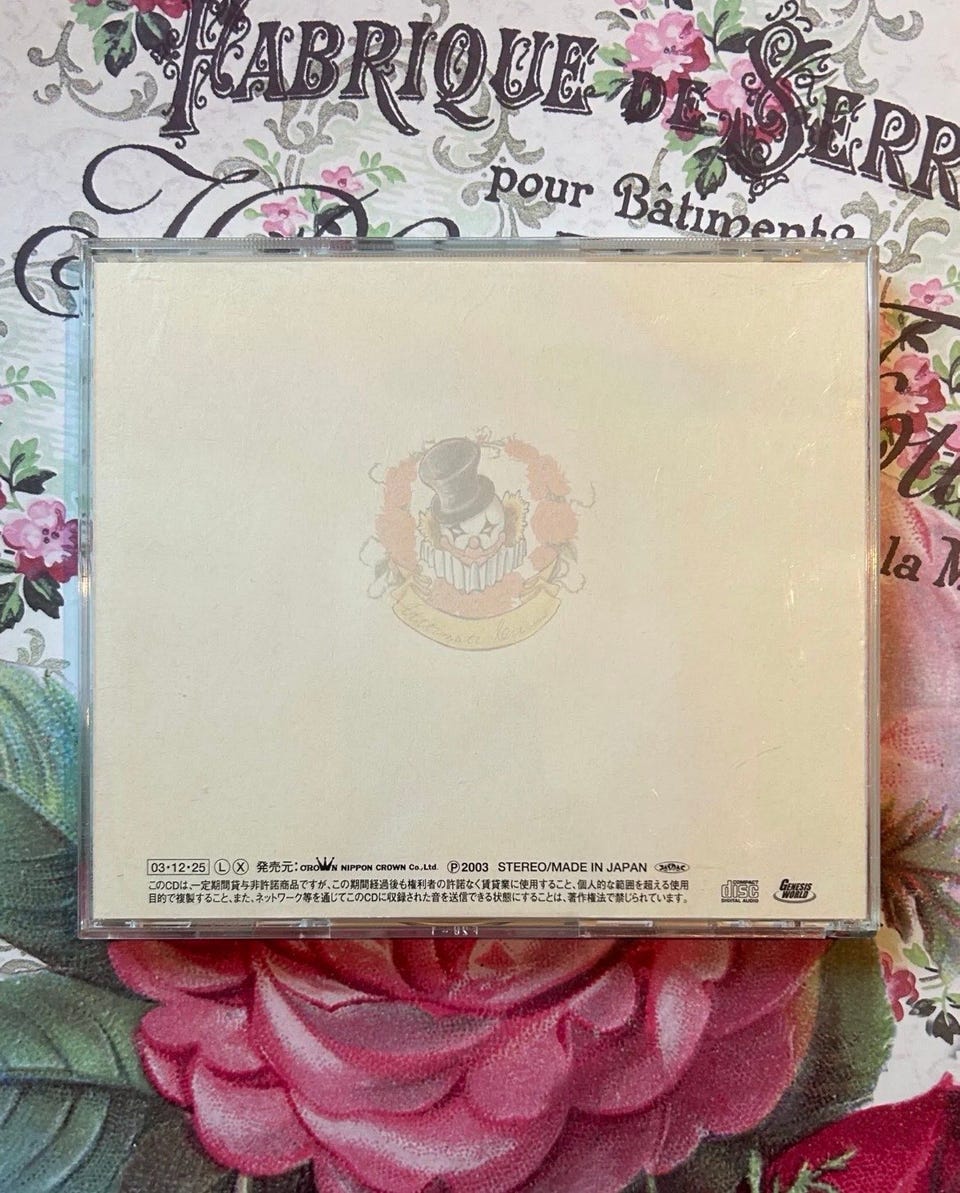 FABRIQUE DE SERR
pour Bâtiments
la M
03・12・25 Ⓛ Ⓧ 発売元:CROWN NIPPON CROWN Co.,Ltd. Ⓟ2003 STEREO/MADE IN JAPAN
このCDは、一定期間貸与非許諾商品ですが、この期間経過後も権利者の許諾なく賃貸業に使用すること、個人的な範囲を超える使用
目的で複製すること、また、ネットワーク等を通じてこのCDに収録された音を送信できる状態にすることは、著作権法で禁じられています。
COMPACT
disc
DIGITAL AUDIO
GENESIS
WORLD